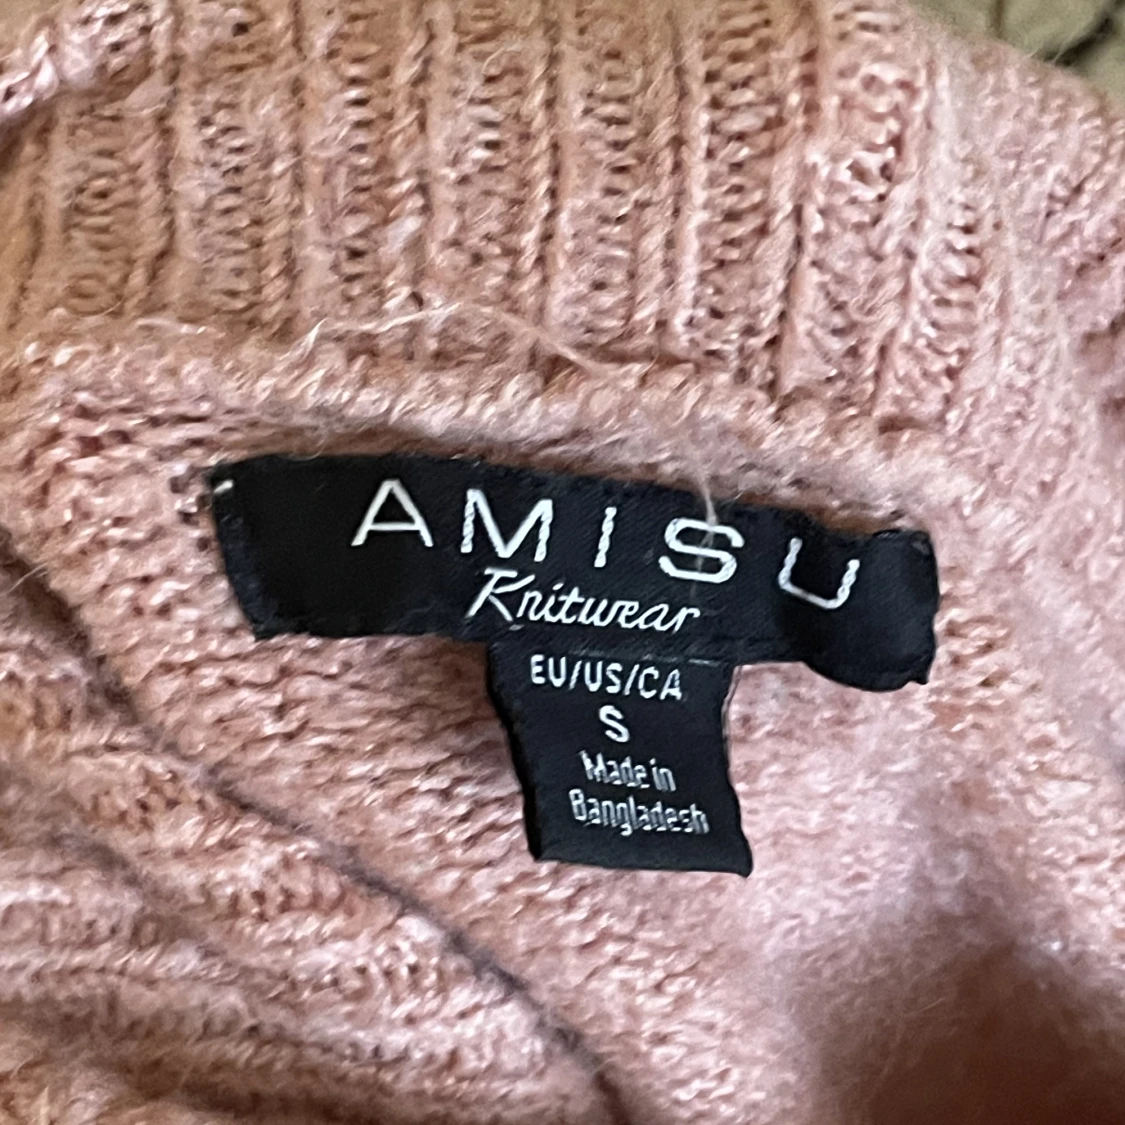 AMISU
Knitwear
EU/US/CA
S
Made in
Bangladesh